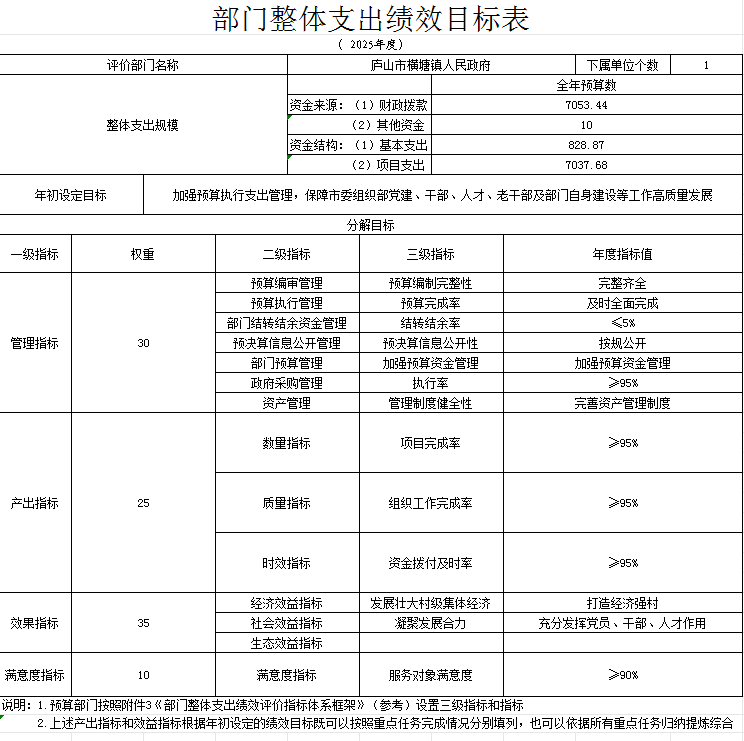 部门整体支出绩效目标表
( 2025年度)
评价部门名称 庐山市横塘镇人民政府 下属单位个数 1
整体支出规模 全年预算数
资金来源：（1）财政拨款 7053.44
（2）其他资金 10
资金结构：（1）基本支出 828.87
（2）项目支出 7037.68
年初设定目标 加强预算执行支出管理，保障市委组织部党建、干部、人才、老干部及部门自身建设等工作高质量发展
分解目标
一级指标 权重 二级指标 三级指标 年度指标值
管理指标 30 预算编审管理 预算编制完整性 完整齐全
预算执行管理 预算完成率 及时全面完成
部门结转结余资金管理 结转结余率 ≤5%
预决算信息公开管理 预决算信息公开性 按规公开
部门预算管理 加强预算资金管理 加强预算资金管理
政府采购管理 执行率 ≥95%
资产管理 管理制度健全性 完善资产管理制度
产出指标 25 数量指标 项目完成率 ≥95%
质量指标 组织工作完成率 ≥95%
时效指标 资金拨付及时率 ≥95%
效果指标 35 经济效益指标 发展壮大村级集体经济 打造经济强村
社会效益指标 凝聚发展合力 充分发挥党员、干部、人才作用
生态效益指标
满意度指标 10 满意度指标 服务对象满意度 ≥90%
说明：1.预算部门按照附件3《部门整体支出绩效评价指标体系框架》（参考）设置三级指标和指标
2.上述产出指标和效益指标根据年初设定的绩效目标既可以按照重点任务完成情况分别填列，也可以依据所有重点任务归纳提炼综合